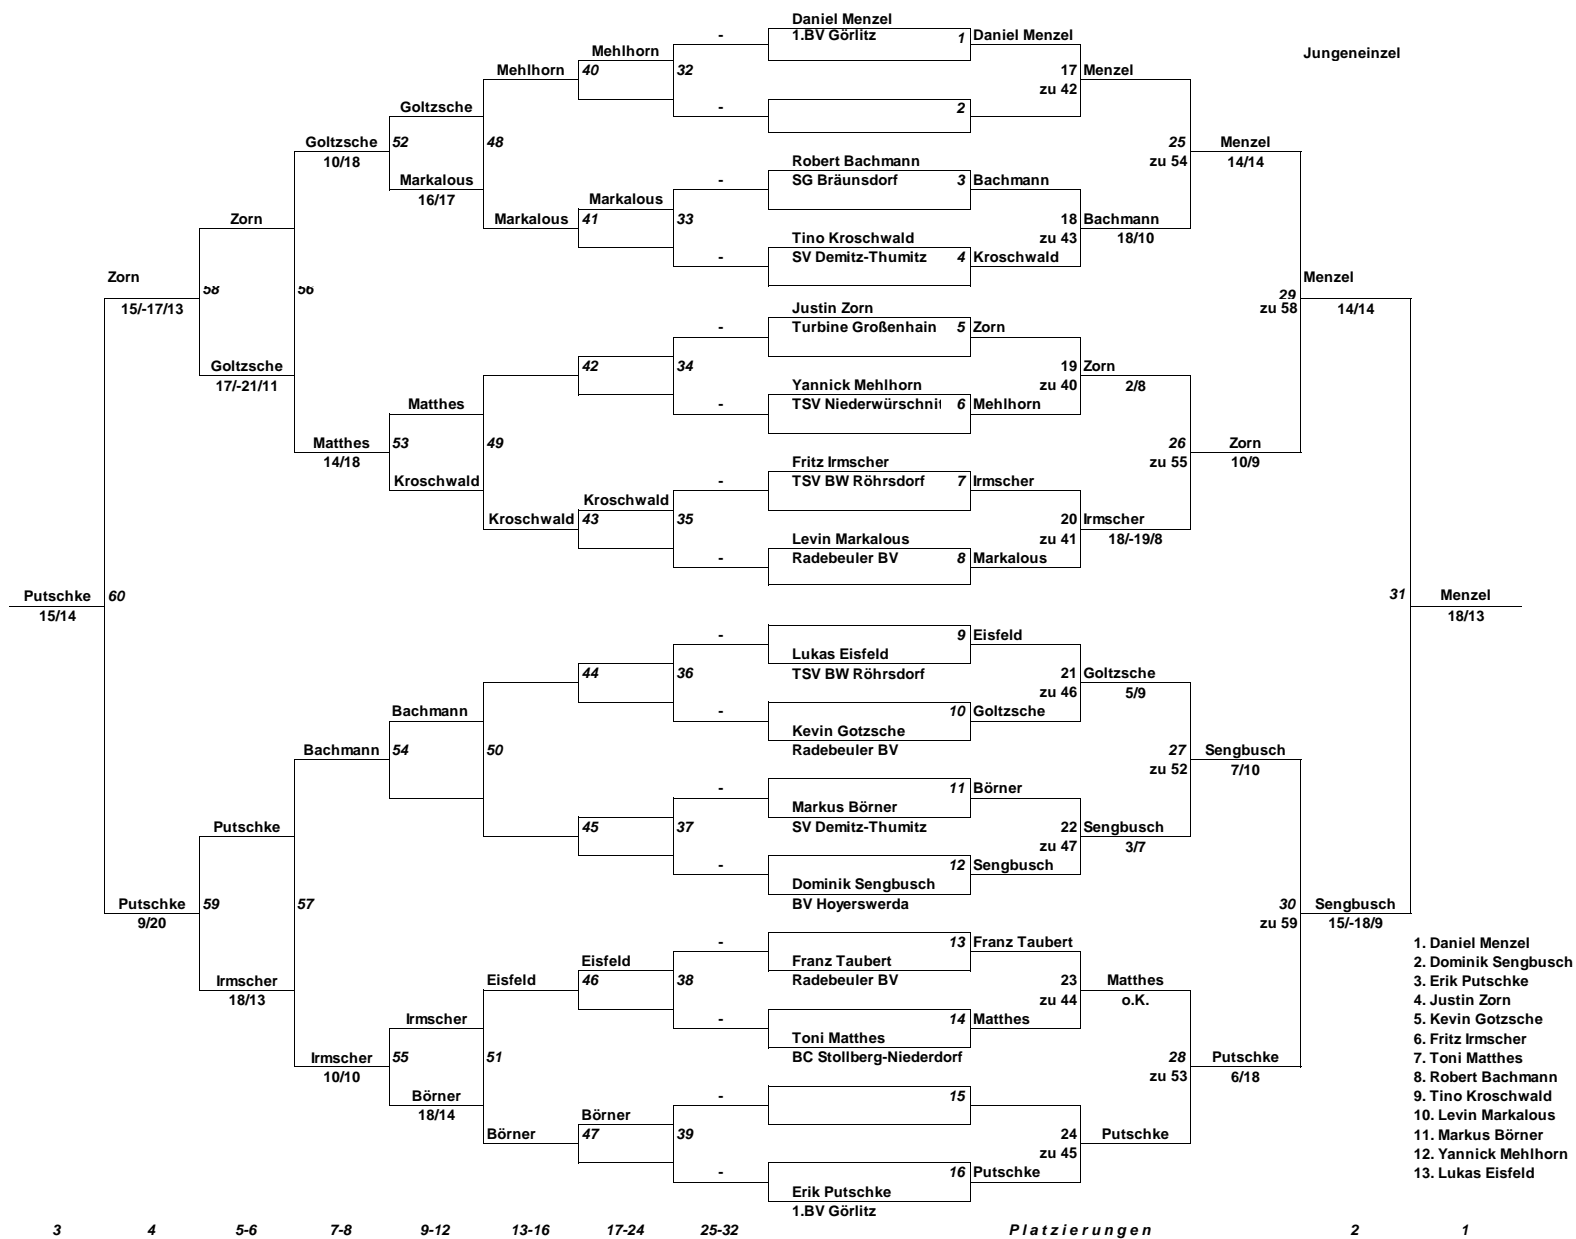 Daniel Menzel
- 1.BV Görlitz 1 Daniel Menzel
Mehlhorn Jungeneinzel
Mehlhorn 40 32 17 Menzel
zu 42
Goltzsche - 2
Goltzsche 52 48 25 Menzel
10/18 zu 54 14/14
Robert Bachmann
Markalous - SG Bräunsdorf 3 Bachmann
16/17 Markalous
Zorn Markalous 41 33 18 Bachmann
Tino Kroschwald zu 43 18/10
- SV Demitz-Thumitz 4 Kroschwald
Zorn Menzel
58 56 29
15/-17/13 zu 58 14/14
Justin Zorn
- Turbine Großenhain 5 Zorn
Goltzsche 42 34 19 Zorn
17/-21/11 Yannick Mehlhorn zu 40 2/8
Matthes - TSV Niederwürschnit 6 Mehlhorn
Matthes 53 49 26 Zorn
14/18 Fritz Irmscher zu 55 10/9
Kroschwald - TSV BW Röhrsdorf 7 Irmscher
Kroschwald
Kroschwald 43 35 20 Irmscher
Levin Markalous zu 41 18/-19/8
- Radebeuler BV 8 Markalous
Putschke 60 31 Menzel
15/14 18/13
- 9 Eisfeld
Lukas Eisfeld
44 36 TSV BW Röhrsdorf 21 Goltzsche
zu 46 5/9
Bachmann - 10 Goltzsche
Kevin Gotzsche
Bachmann 54 50 Radebeuler BV 27 Sengbusch
zu 52 7/10
- 11 Börner
Markus Börner
Putschke 45 37 SV Demitz-Thumitz 22 Sengbusch
zu 47 3/7
- 12 Sengbusch
Dominik Sengbusch
Putschke 59 57 BV Hoyerswerda 30 Sengbusch
9/20 zu 59 15/-18/9
- 13 Franz Taubert 1. Daniel Menzel
Eisfeld Franz Taubert 2. Dominik Sengbusch
Irmscher Eisfeld 46 38 Radebeuler BV 23 Matthes 3. Erik Putschke
18/13 zu 44 o.K. 4. Justin Zorn
Irmscher - 14 Matthes 5. Kevin Gotzsche
Toni Matthes 6. Fritz Irmscher
Irmscher 55 51 BC Stollberg-Niederdorf 28 Putschke 7. Toni Matthes
10/10 zu 53 6/18 8. Robert Bachmann
Börner - 15 9. Tino Kroschwald
18/14 Börner 10. Levin Markalous
Börner 47 39 24 Putschke 11. Markus Börner
zu 45 12. Yannick Mehlhorn
- 16 Putschke 13. Lukas Eisfeld
Erik Putschke
1.BV Görlitz
3 4 5-6 7-8 9-12 13-16 17-24 25-32 Platzierungen 2 1